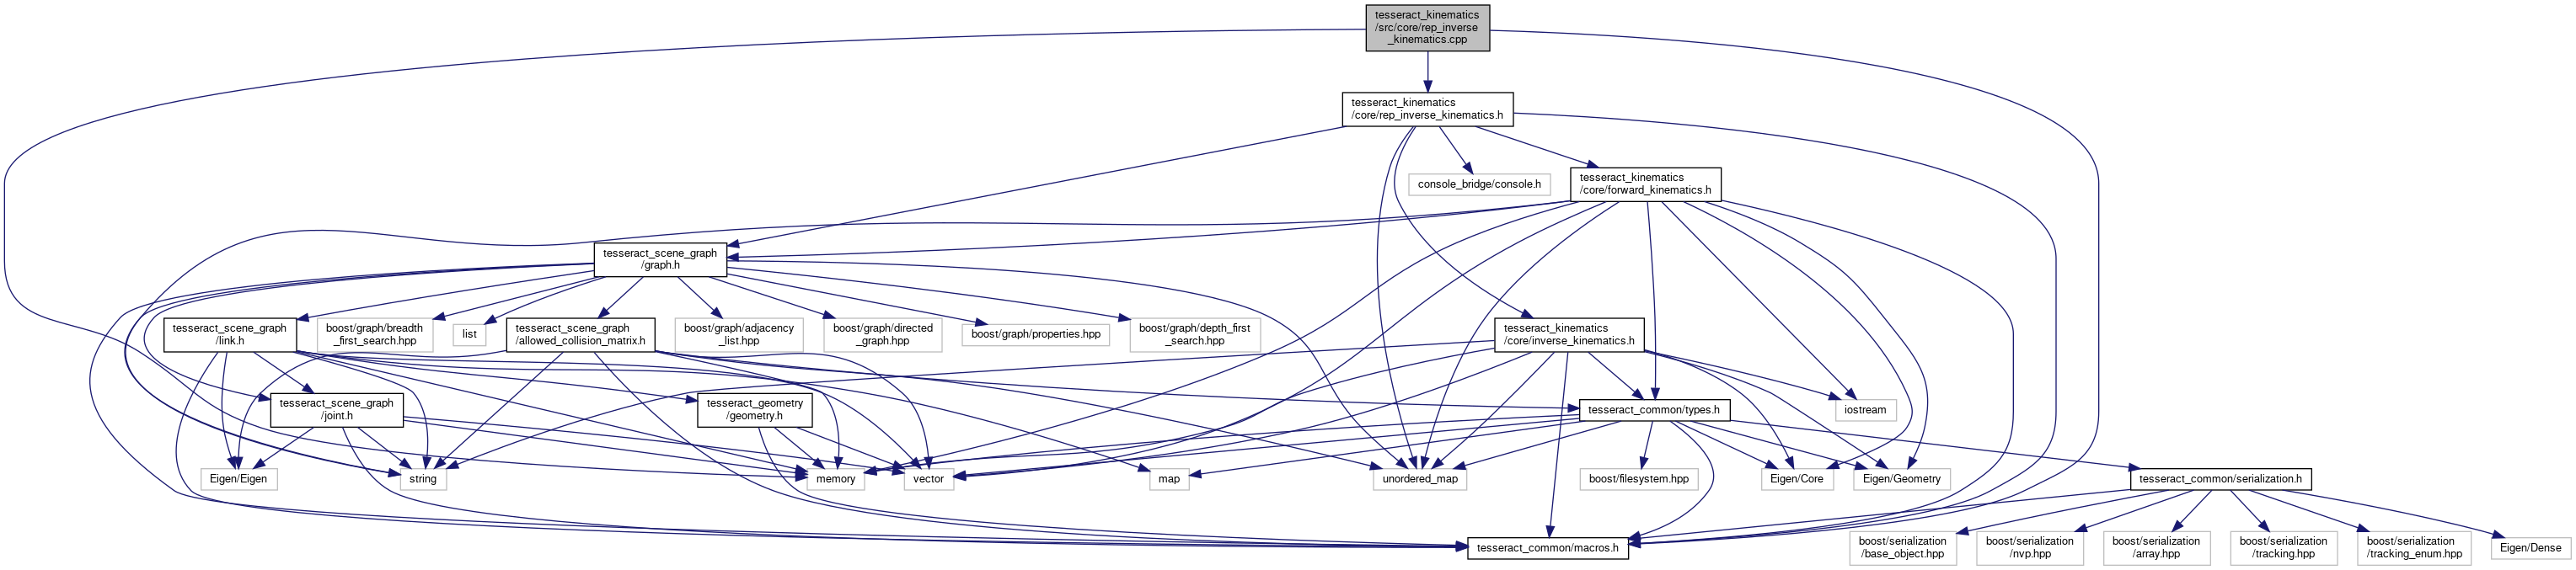 tesseract_kinematics
/src/core/rep_inverse
_kinematics.cpp
tesseract_kinematics
/core/rep_inverse_kinematics.h
console_bridge/console.h
tesseract_kinematics
/core/forward_kinematics.h
tesseract_scene_graph
/graph.h
tesseract_scene_graph
/link.h
boost/graph/breadth
_first_search.hpp
list
tesseract_scene_graph
/allowed_collision_matrix.h
boost/graph/adjacency
_list.hpp
boost/graph/directed
_graph.hpp
boost/graph/properties.hpp
boost/graph/depth_first
_search.hpp
tesseract_kinematics
/core/inverse_kinematics.h
tesseract_scene_graph
/joint.h
tesseract_geometry
/geometry.h
tesseract_common/types.h
iostream
Eigen/Eigen
string
memory
vector
map
unordered_map
boost/filesystem.hpp
Eigen/Core
Eigen/Geometry
tesseract_common/serialization.h
tesseract_common/macros.h
boost/serialization
/base_object.hpp
boost/serialization
/nvp.hpp
boost/serialization
/array.hpp
boost/serialization
/tracking.hpp
boost/serialization
/tracking_enum.hpp
Eigen/Dense